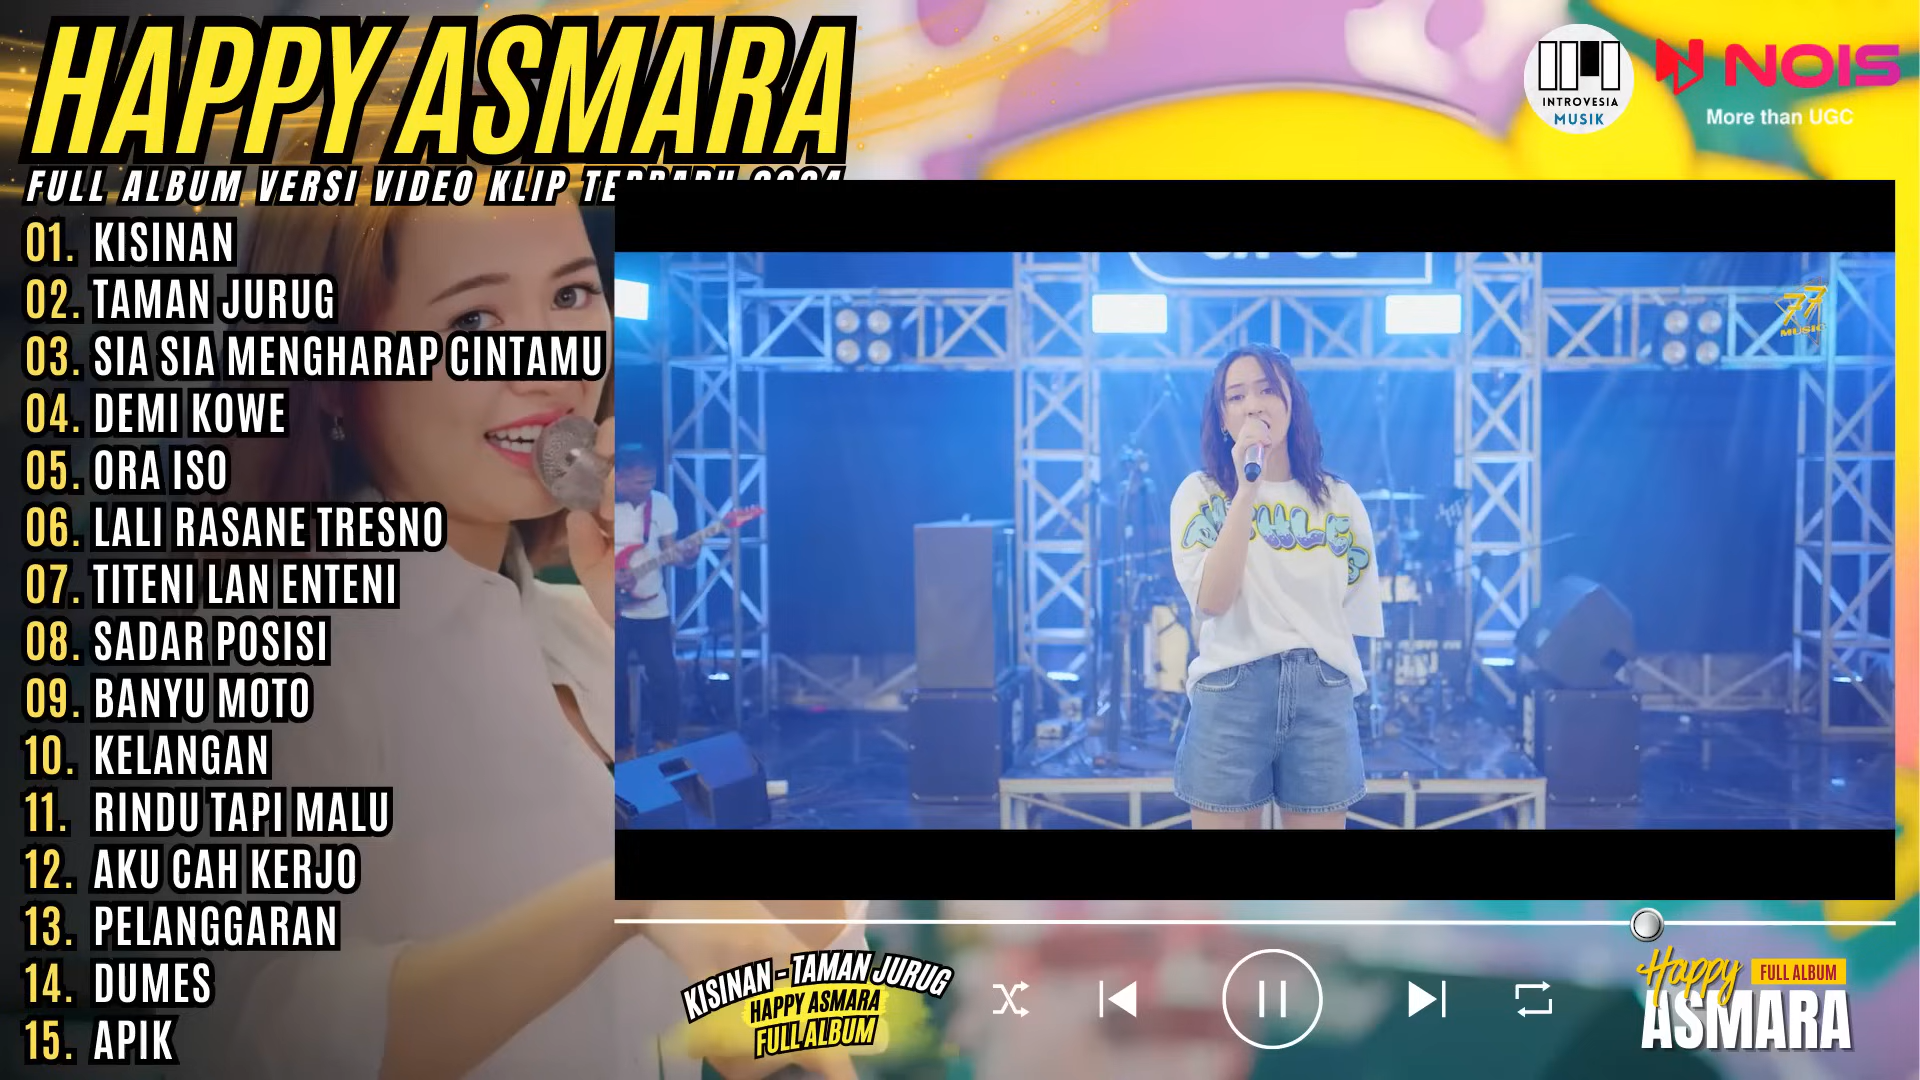 HAPPY ASMARA
FULL ALBUM VERSI VIDEO KLIP
INTROVESIA
MUSIK
NOIS
More than UGC
01. KISINAN
02. TAMAN JURUG
03. SIA SIA MENGHARAP CINTAMU
04. DEMI KOWE
05. ORA ISO
06. LALI RASANE TRESNO
07. TITENI LAN ENTENI
08. SADAR POSISI
09. BANYU MOTO
10. KELANGAN
11. RINDU TAPI MALU
12. AKU CAH KERJO
13. PELANGGARAN
14. DUMES
15. APIK
77
MUSIC
KISINAN - TAMAN JURUG
HAPPY ASMARA
FULL ALBUM
Happy
FULL ALBUM
ASMARA